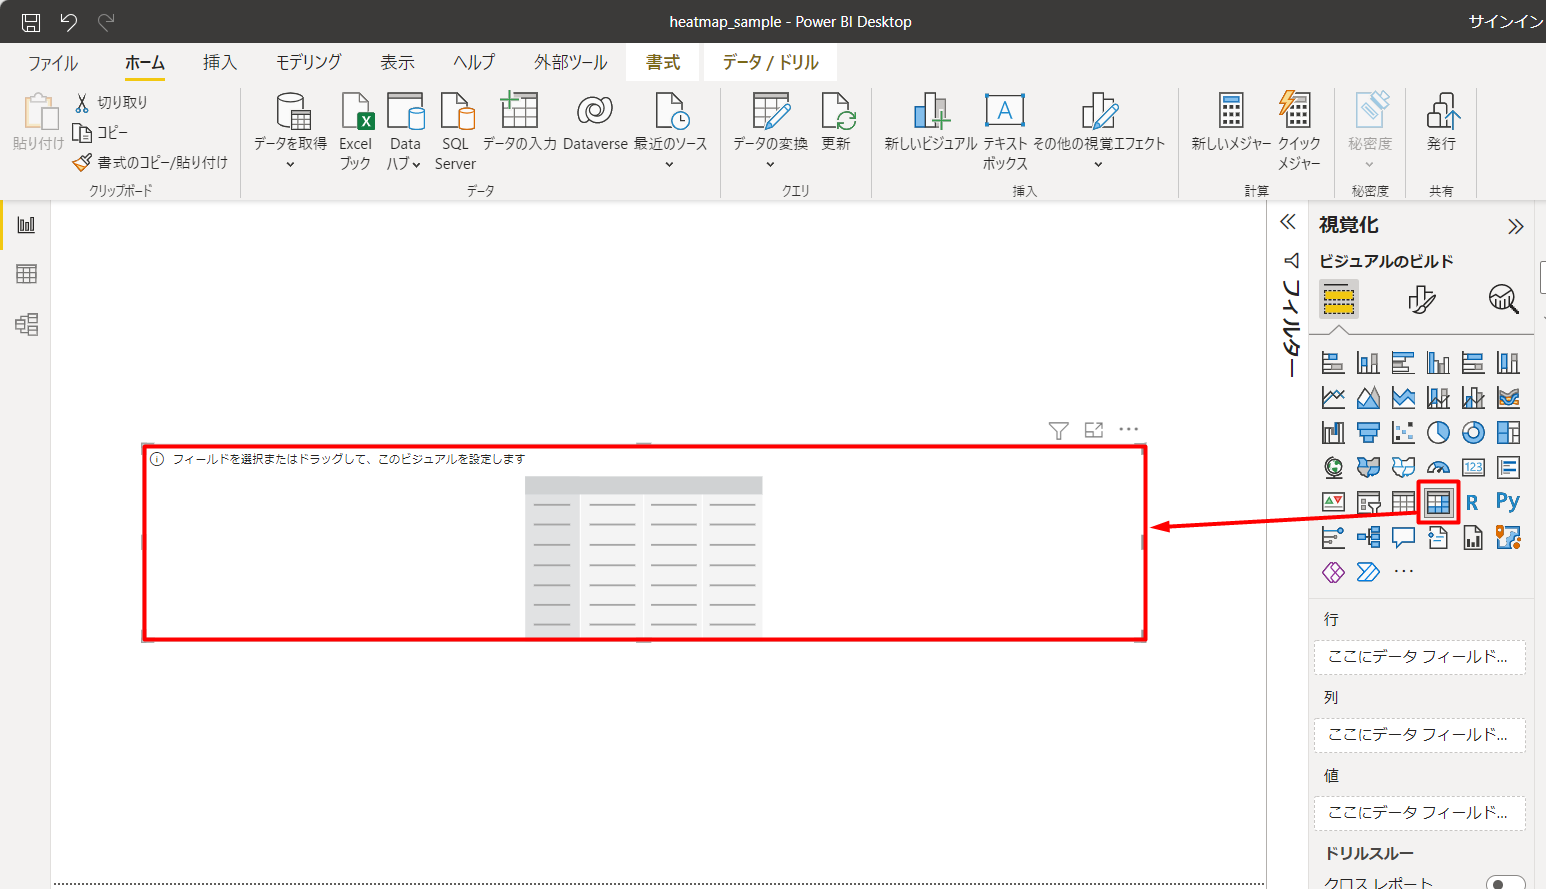 heatmap_sample - Power BI Desktop
サインイン
ファイル ホーム 挿入 モデリング 表示 ヘルプ 外部ツール 書式 データ / ドリル
貼り付け
切り取り
コピー
書式のコピー/貼り付け
クリップボード
データを取得
Excel
ブック
Data
ハブ
SQL
Server
データの入力
Dataverse
最近のソース
データ
データの変換
更新
クエリ
新しいビジュアル
テキスト
ボックス
その他の視覚エフェクト
挿入
新しいメジャー
クイック
メジャー
計算
秘密度
秘密度
発行
共有
フィールドを選択またはドラッグして、このビジュアルを設定します
フィルター
視覚化
ビジュアルのビルド
123
R
Py
行
ここにデータ フィールド...
列
ここにデータ フィールド...
値
ここにデータ フィールド...
ドリルスルー
クロス レポート